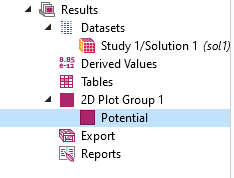 Results
Datasets
Study 1/Solution 1 (sol1)
8.85
e-12 Derived Values
Tables
2D Plot Group 1
Potential
Export
Reports